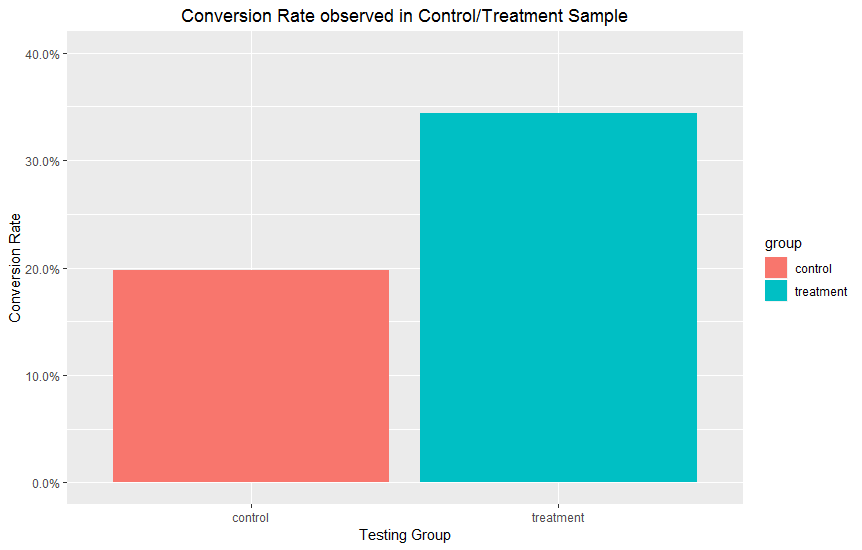 Conversion Rate observed in Control/Treatment Sample
40.0%
30.0%
20.0%
10.0%
0.0%
Conversion Rate
control
treatment
Testing Group
group
control
treatment